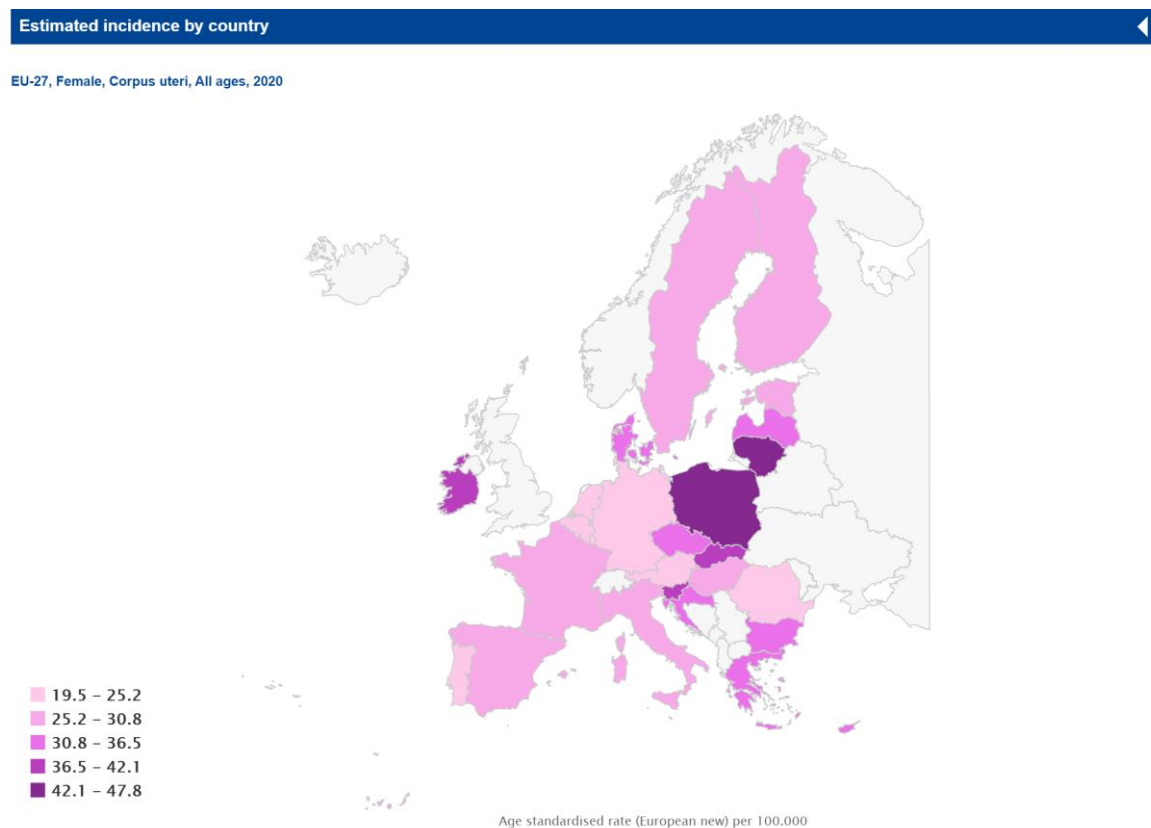 Estimated incidence by country
EU-27, Female, Corpus uteri, All ages, 2020
19.5 – 25.2
25.2 – 30.8
30.8 – 36.5
36.5 – 42.1
42.1 – 47.8
Age standardised rate (European new) per 100.000